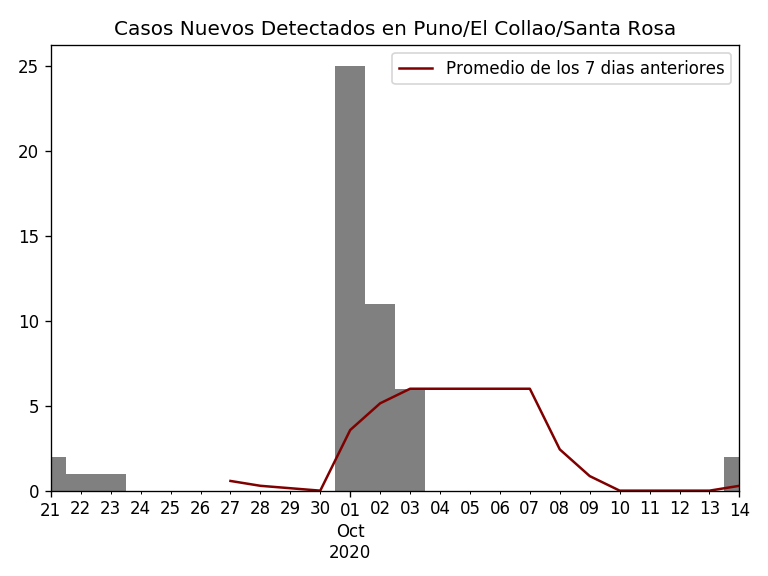 Casos Nuevos Detectados en Puno/El Collao/Santa Rosa
Promedio de los 7 dias anteriores
25
20
15
10
5
0
21 22 23 24 25 26 27 28 29 30 01 02 03 04 05 06 07 08 09 10 11 12 13 14
Oct
2020